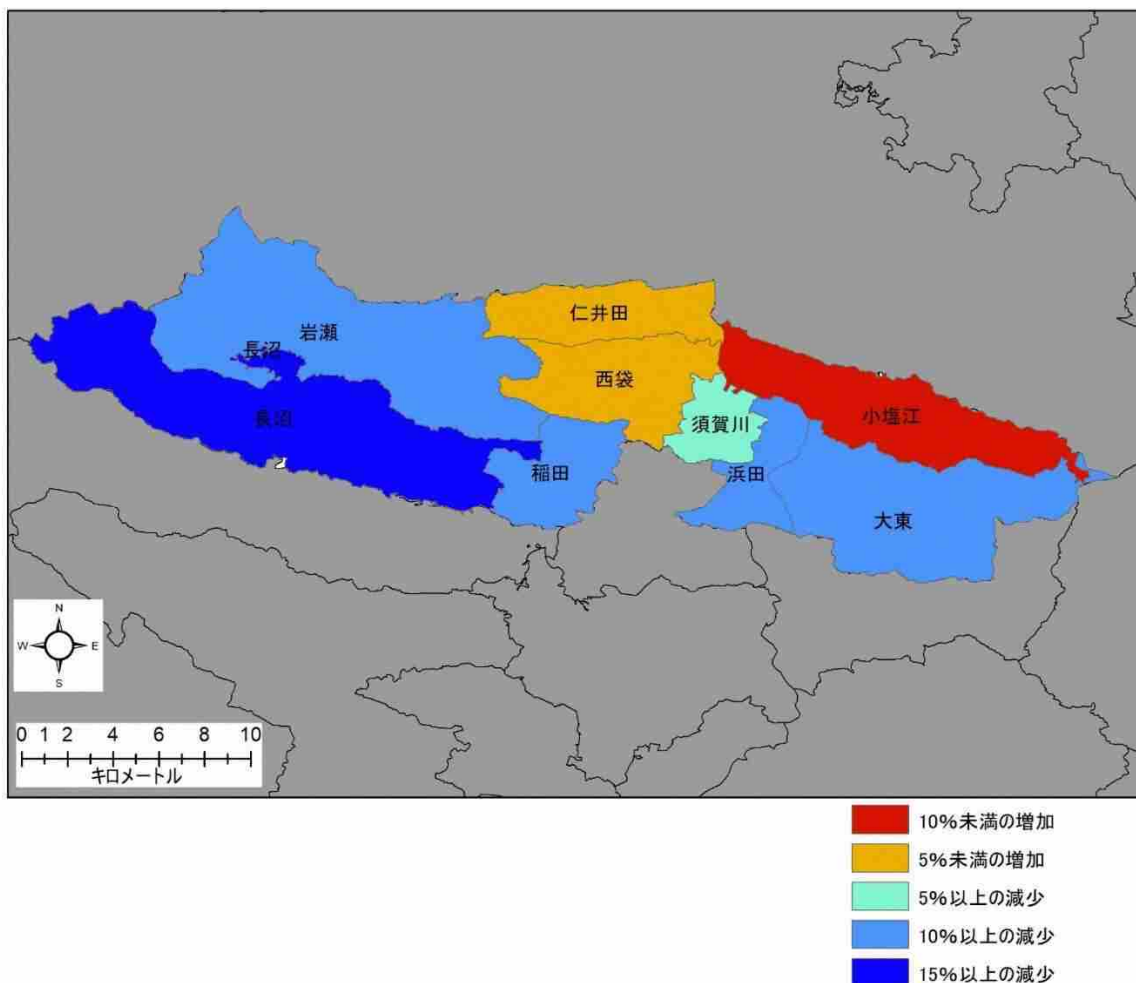 仁井田
岩瀬
長沼
西袋
小塩江
長沼
須賀川
稲田
浜田
大東
N
W E
S
0 1 2 4 6 8 10
キロメートル
10%未満の増加
5%未満の増加
5%以上の減少
10%以上の減少
15%以上の減少